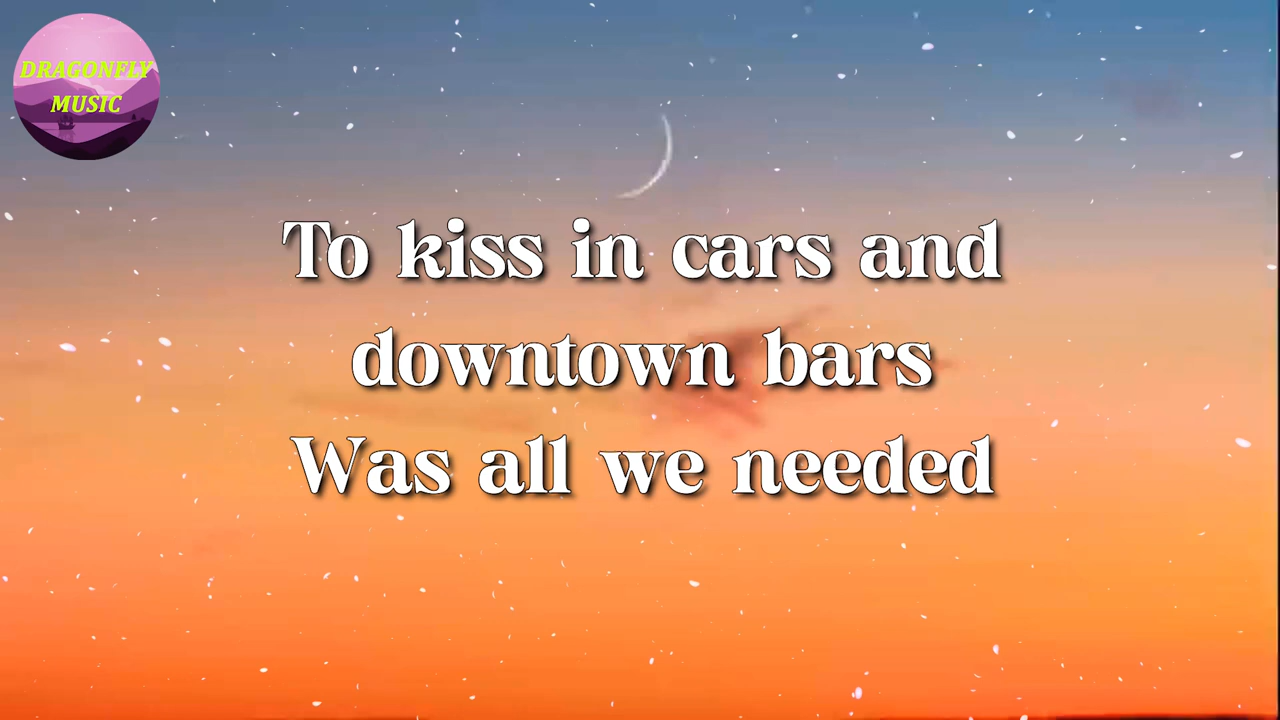 DRAGONFLY
MUSIC
To kiss in cars and
downtown bars
Was all we needed